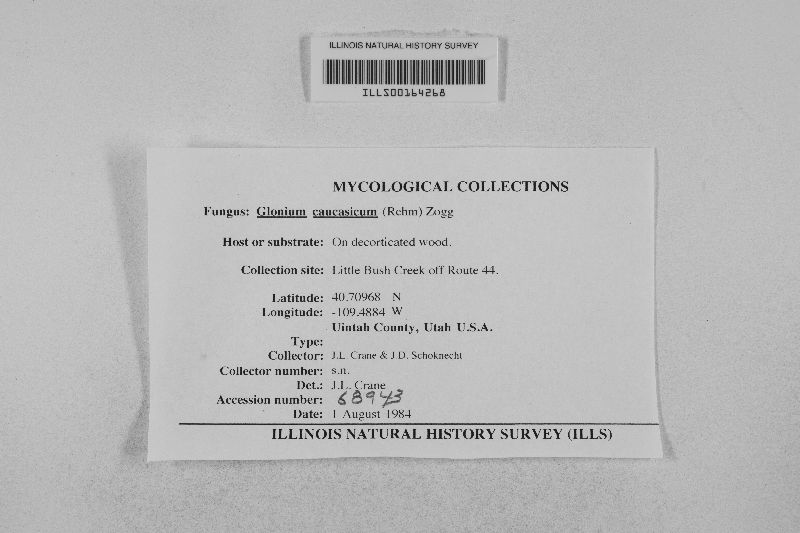 ILLINOIS NATURAL HISTORY SURVEY
ILLS00164268
MYCOLOGICAL COLLECTIONS
Fungus: Glonium caucasicum (Rehm) Zogg
Host or substrate: On decorticated wood.
Collection site: Little Bush Creek off Route 44.
Latitude: 40.70968 N
Longitude: -109.4884 W
Uintah County, Utah U.S.A.
Type:
Collector: J.L. Crane & J.D. Schoknecht
Collector number: s.n.
Det.: J.L. Crane
Accession number: 68943
Date: 1 August 1984
ILLINOIS NATURAL HISTORY SURVEY (ILLS)